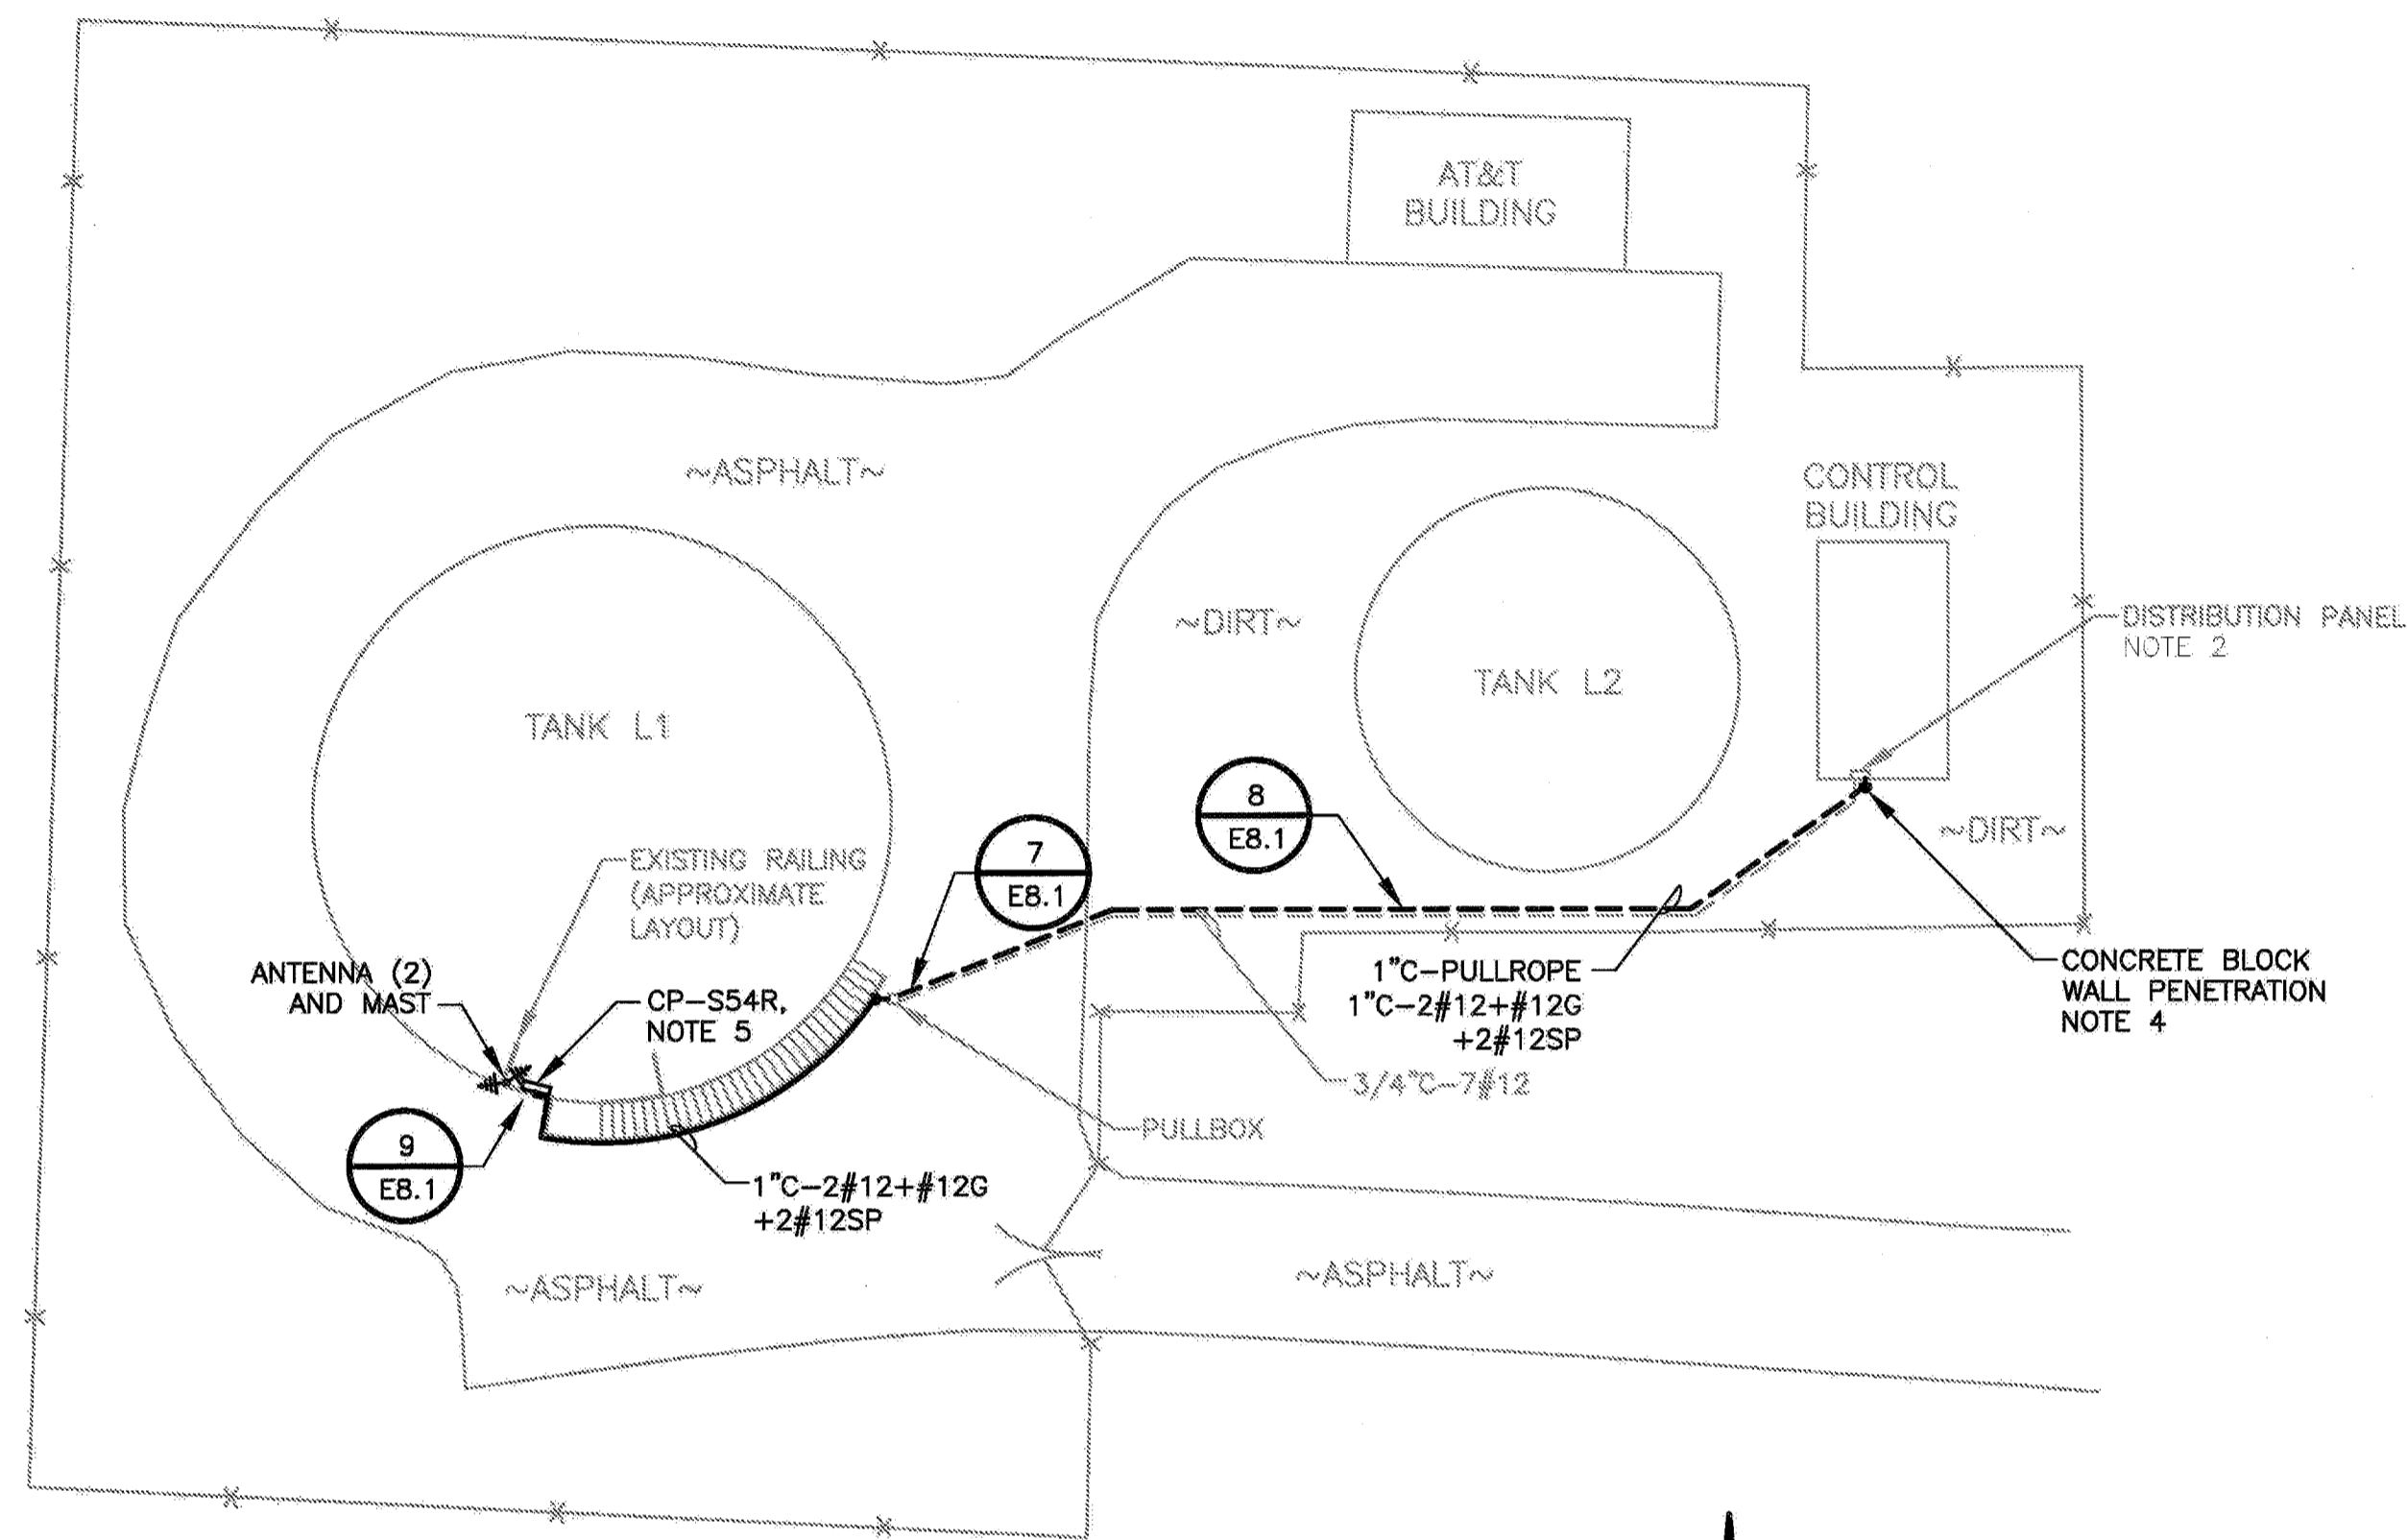 AT&T
BUILDING
~ASPHALT~
CONTROL
BUILDING
~DIRT~
DISTRIBUTION PANEL
NOTE 2
TANK L2
TANK L1
8
E8.1
~DIRT~
7
E8.1
EXISTING RAILING
(APPROXIMATE
LAYOUT)
ANTENNA (2)
AND MAST
CP-S54R,
NOTE 5
1"C-PULLROPE
1"C-2#12+#12G
+2#12SP
CONCRETE BLOCK
WALL PENETRATION
NOTE 4
3/4"C-7#12
PULLBOX
9
E8.1
1"C-2#12+#12G
+2#12SP
~ASPHALT~
~ASPHALT~